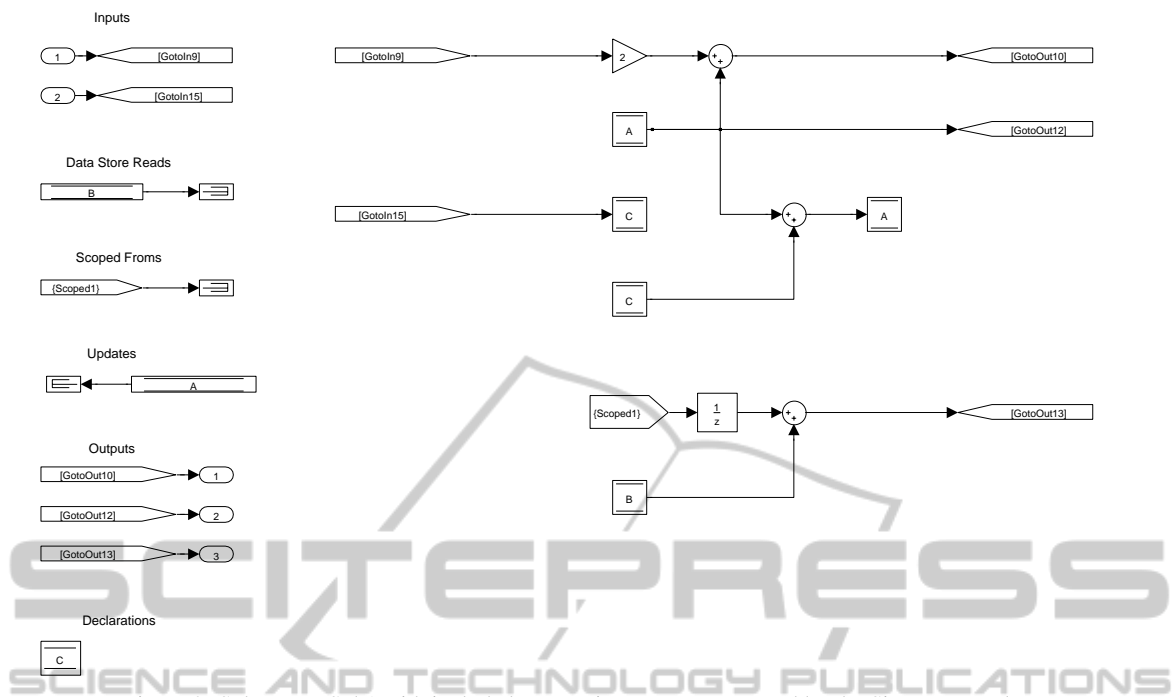 Inputs
1 [GotoIn9]
2 [GotoIn15]
Data Store Reads
B
Scoped Froms
{Scoped1}
Updates
A
Outputs
[GotoOut10] 1
[GotoOut12] 2
[GotoOut13] 3
Declarations
C
[GotoIn9] 2 + + [GotoOut10]
A [GotoOut12]
[GotoIn15] C + + A
C
{Scoped1} 1 z + + [GotoOut13]
B
SCITEPRESS
SCIENCE AND TECHNOLOGY PUBLICATIONS